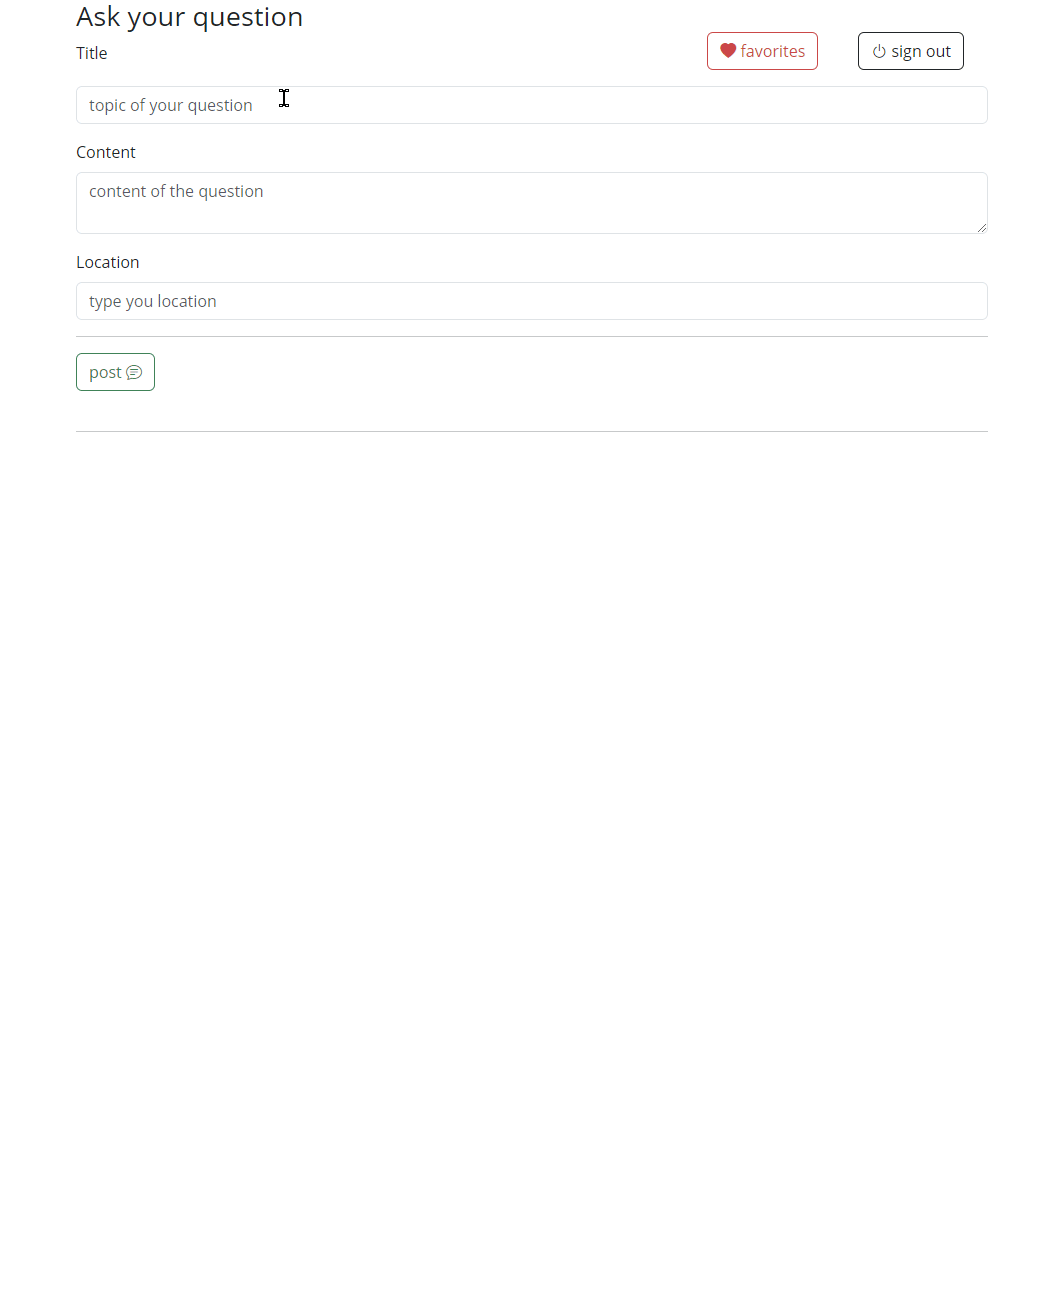 Ask your question
Title
favorites
sign out
topic of your question
Content
content of the question
Location
type you location
post